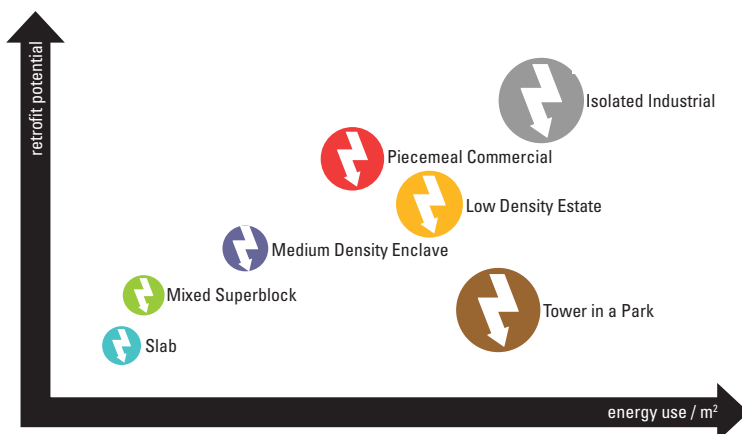 retrofit potential
Isolated Industrial
Piecemeal Commercial
Low Density Estate
Medium Density Enclave
Mixed Superblock
Tower in a Park
Slab
energy use / m²